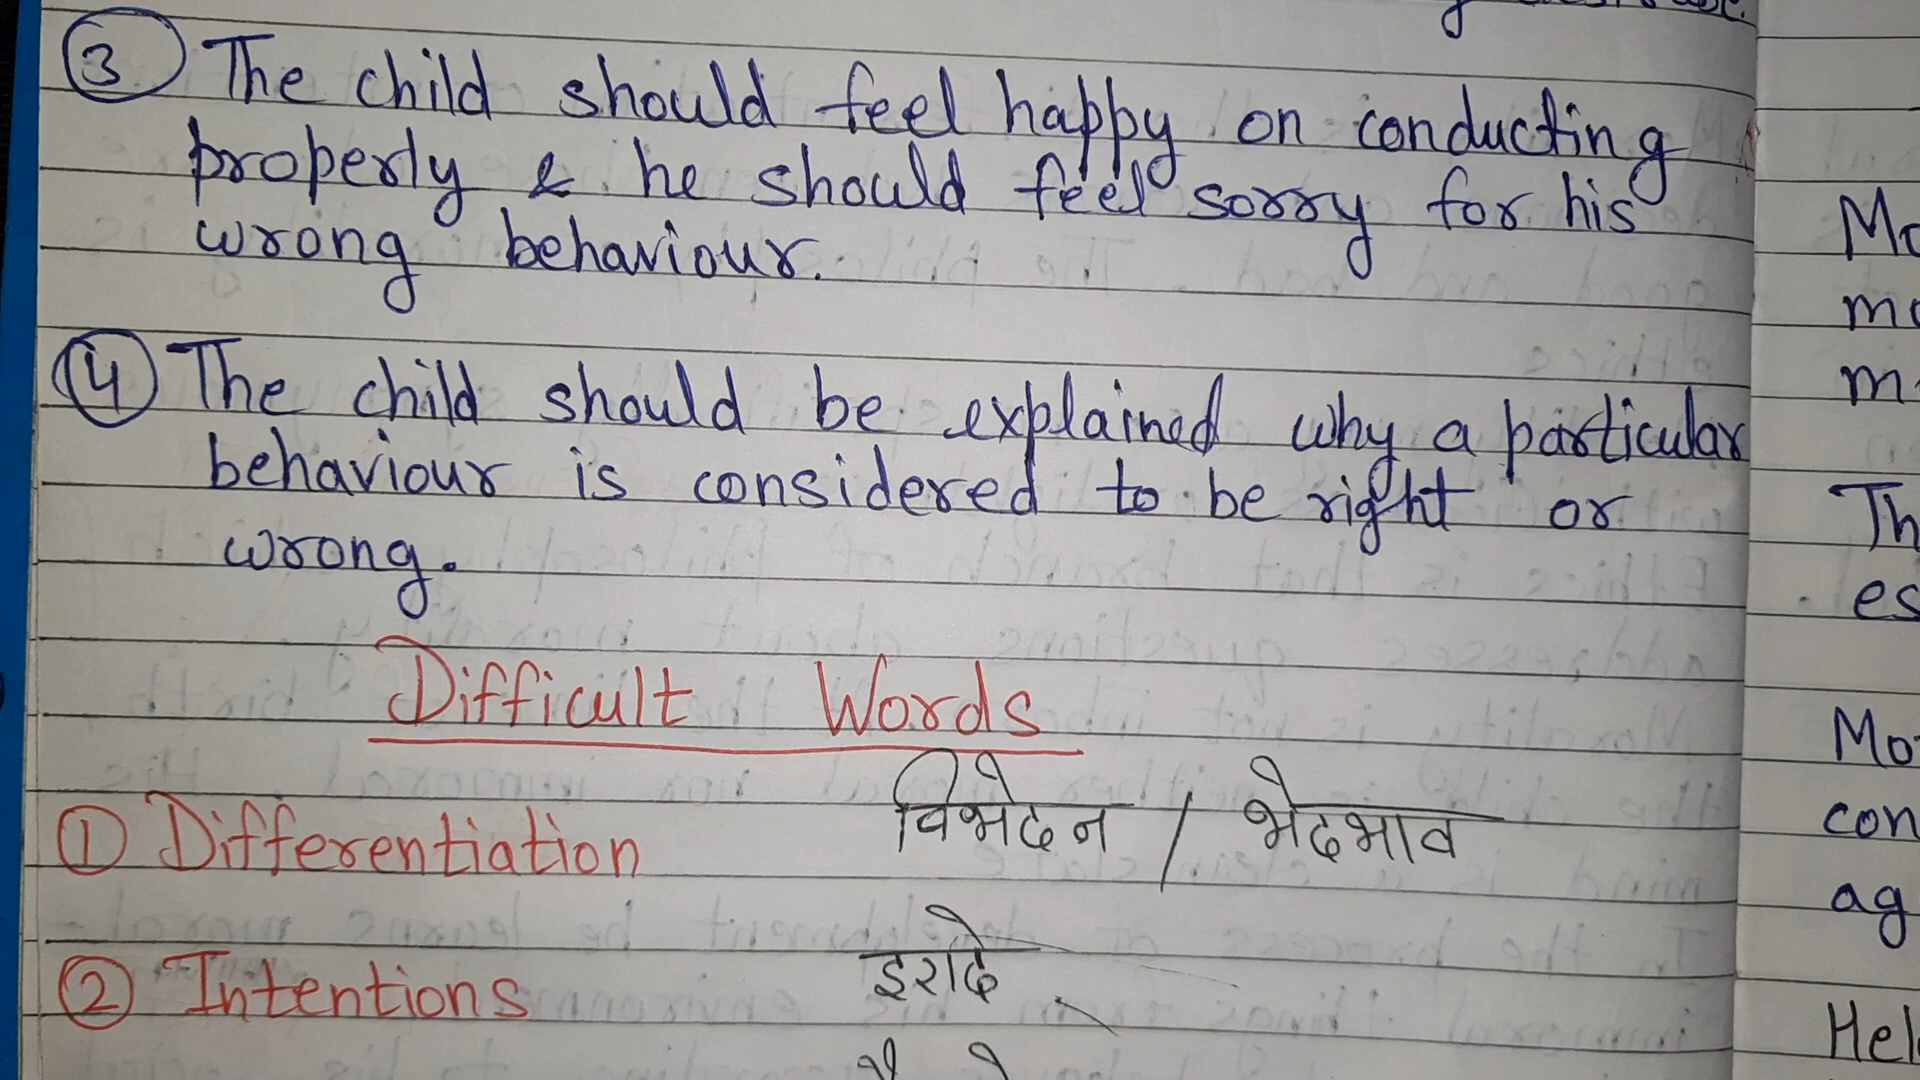 ③ The child should feel happy on conducting
properly & he should feel sorry for his
wrong behaviour.
④ The child should be explained why a particular
behaviour is considered to be right or
wrong.
Difficult Words
① Differentiation विभेदन / भेदभाव
② Intentions इरादे
Mo
mo
m
Th
es
Mo
con
ag
Hel